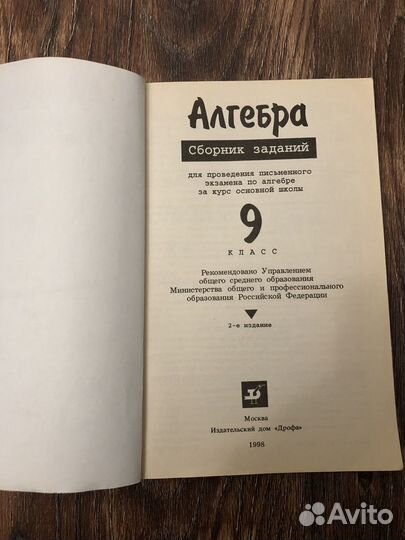 Алгебра
Сборник заданий
для проведения письменного
экзамена по алгебре
за курс основной школы
9
КЛАСС
Рекомендовано Управлением
общего среднего образования
Министерства общего и профессионального
образования Российской Федерации
2-е издание
Москва
Издательский дом «Дрофа»
1998
Avito